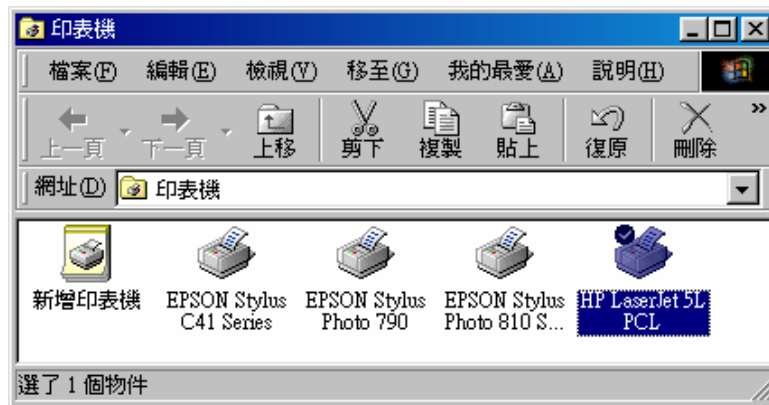 印表機
檔案(F) 編輯(E) 檢視(V) 移至(G) 我的最愛(A) 說明(H)
上一頁 下一頁 上移 剪下 複製 貼上 復原 刪除 »
網址(D) 印表機
新增印表機
EPSON Stylus C41 Series
EPSON Stylus Photo 790
EPSON Stylus Photo 810 S...
HP LaserJet 5L PCL
選了 1 個物件